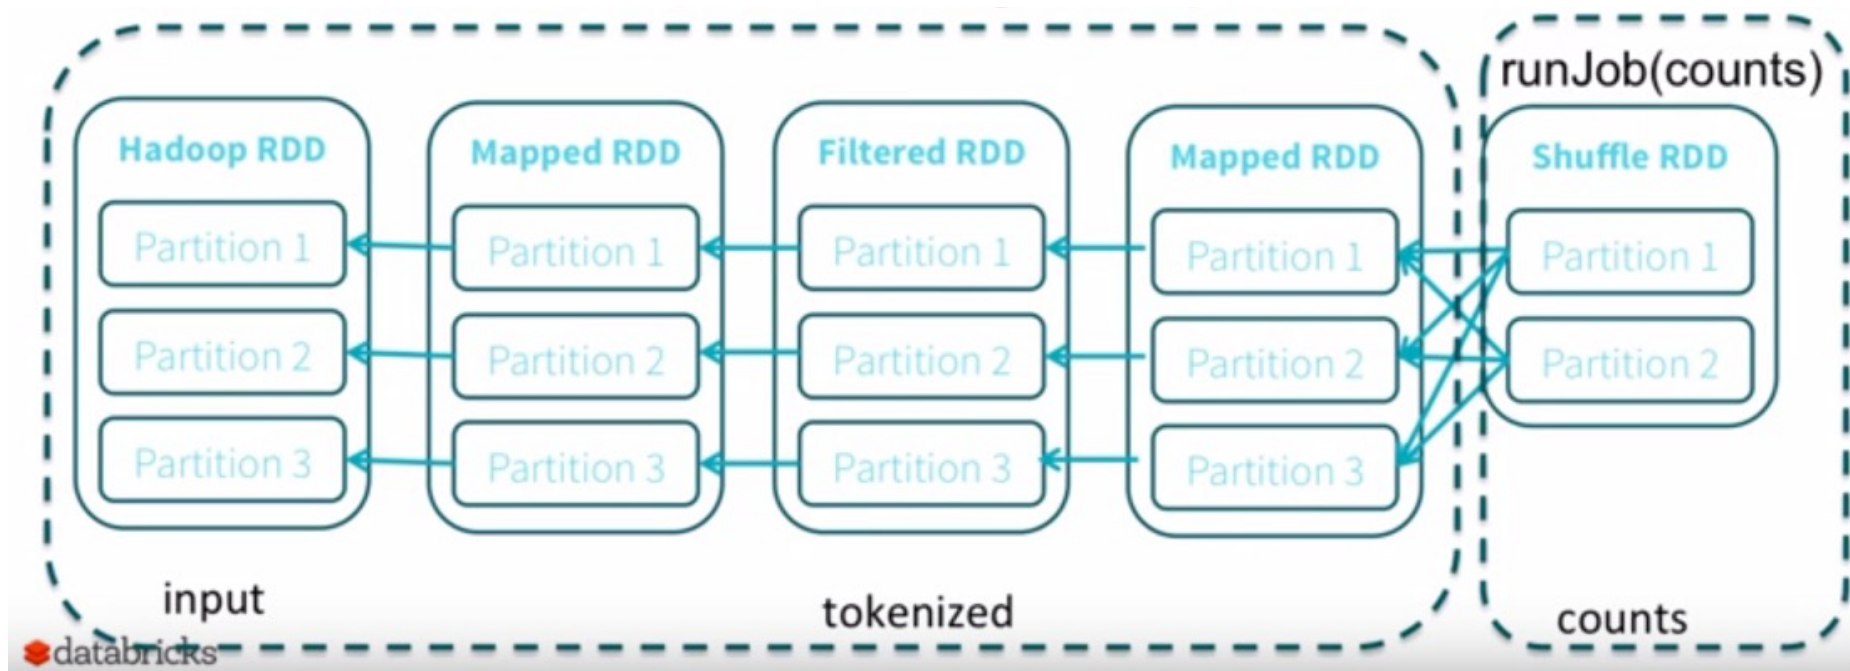 runJob(counts)
Hadoop RDD
Partition 1
Partition 2
Partition 3
Mapped RDD
Partition 1
Partition 2
Partition 3
Filtered RDD
Partition 1
Partition 2
Partition 3
Mapped RDD
Partition 1
Partition 2
Partition 3
Shuffle RDD
Partition 1
Partition 2
input
tokenized
counts
databricks